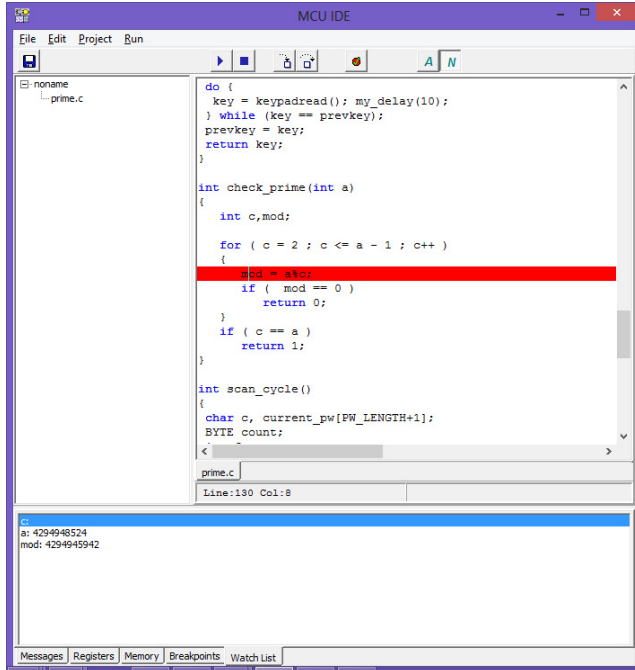 MCU IDE
File Edit Project Run
A N
noname
prime.c
do {
key = keypadread(); my_delay(10);
} while (key == prevkey);
prevkey = key;
return key;
}
int check_prime(int a)
{
int c,mod;
for ( c = 2 ; c <= a - 1 ; c++ )
{
mod = a%c;
if ( mod == 0 )
return 0;
}
if ( c == a )
return 1;
}
int scan_cycle()
{
char c, current_pw[PW_LENGTH+1];
BYTE count;
prime.c
Line:130 Col:8
c:
a: 4294948524
mod: 4294945942
Messages Registers Memory Breakpoints Watch List